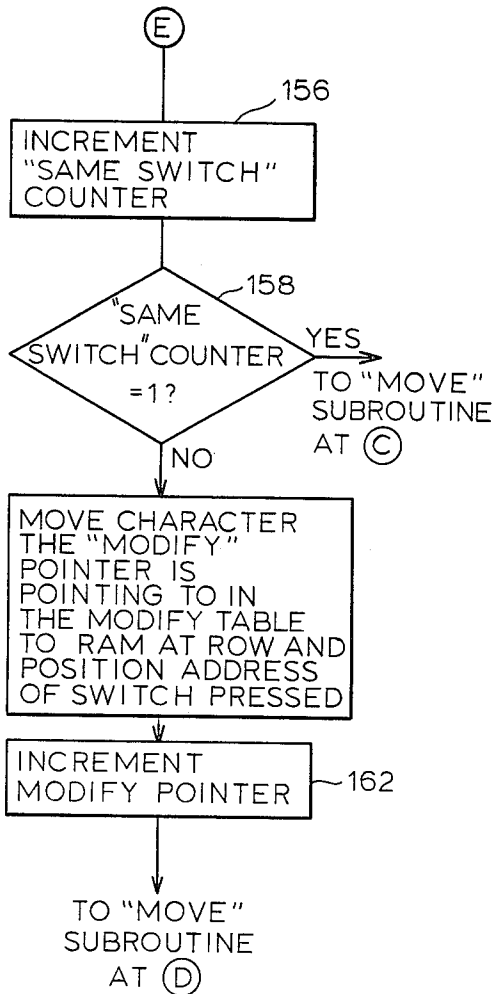 E
156
INCREMENT
"SAME SWITCH"
COUNTER
158
"SAME
SWITCH" COUNTER
=1?
YES
TO "MOVE"
SUBROUTINE
AT C
NO
MOVE CHARACTER
THE "MODIFY"
POINTER IS
POINTING TO IN
THE MODIFY TABLE
TO RAM AT ROW AND
POSITION ADDRESS
OF SWITCH PRESSED
INCREMENT
MODIFY POINTER
162
TO "MOVE"
SUBROUTINE
AT D